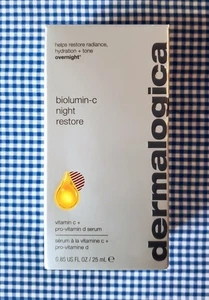 helps restore radiance,
hydration + tone
overnight*
biolumin-c
night
restore
dermalogica
vitamin c +
pro-vitamin d serum
sérum à la vitamine c +
pro-vitamine d
0.85 US FL OZ / 25 mL ℮